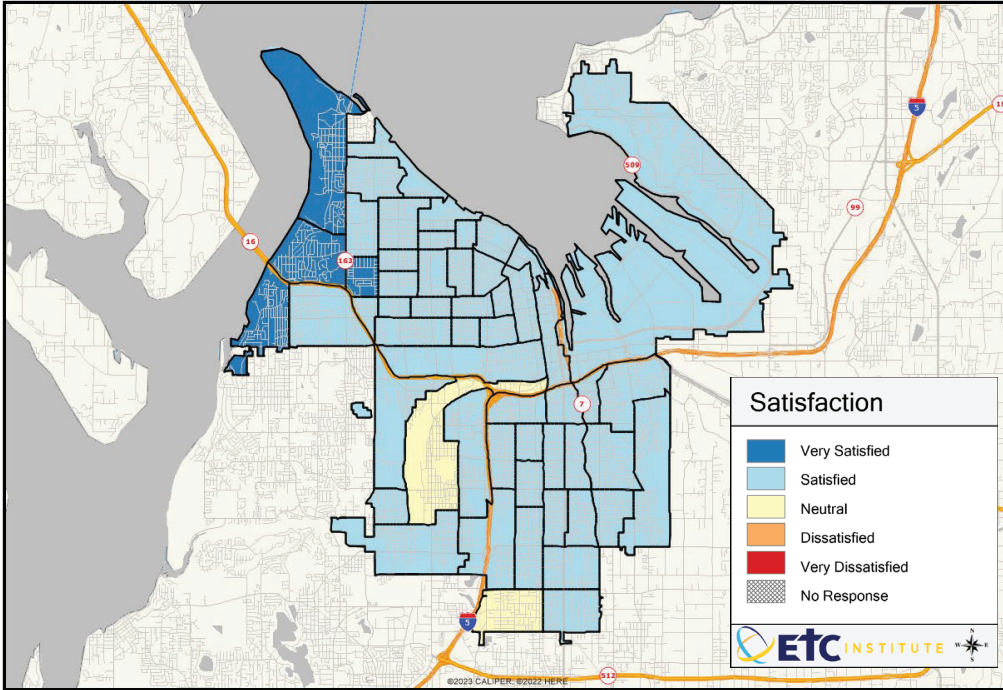 5
18
509
99
16
163
7
Satisfaction
Very Satisfied
Satisfied
Neutral
Dissatisfied
Very Dissatisfied
No Response
5
ETC INSTITUTE
N
W E
S
512
©2023 CALIPER; ©2022 HERE